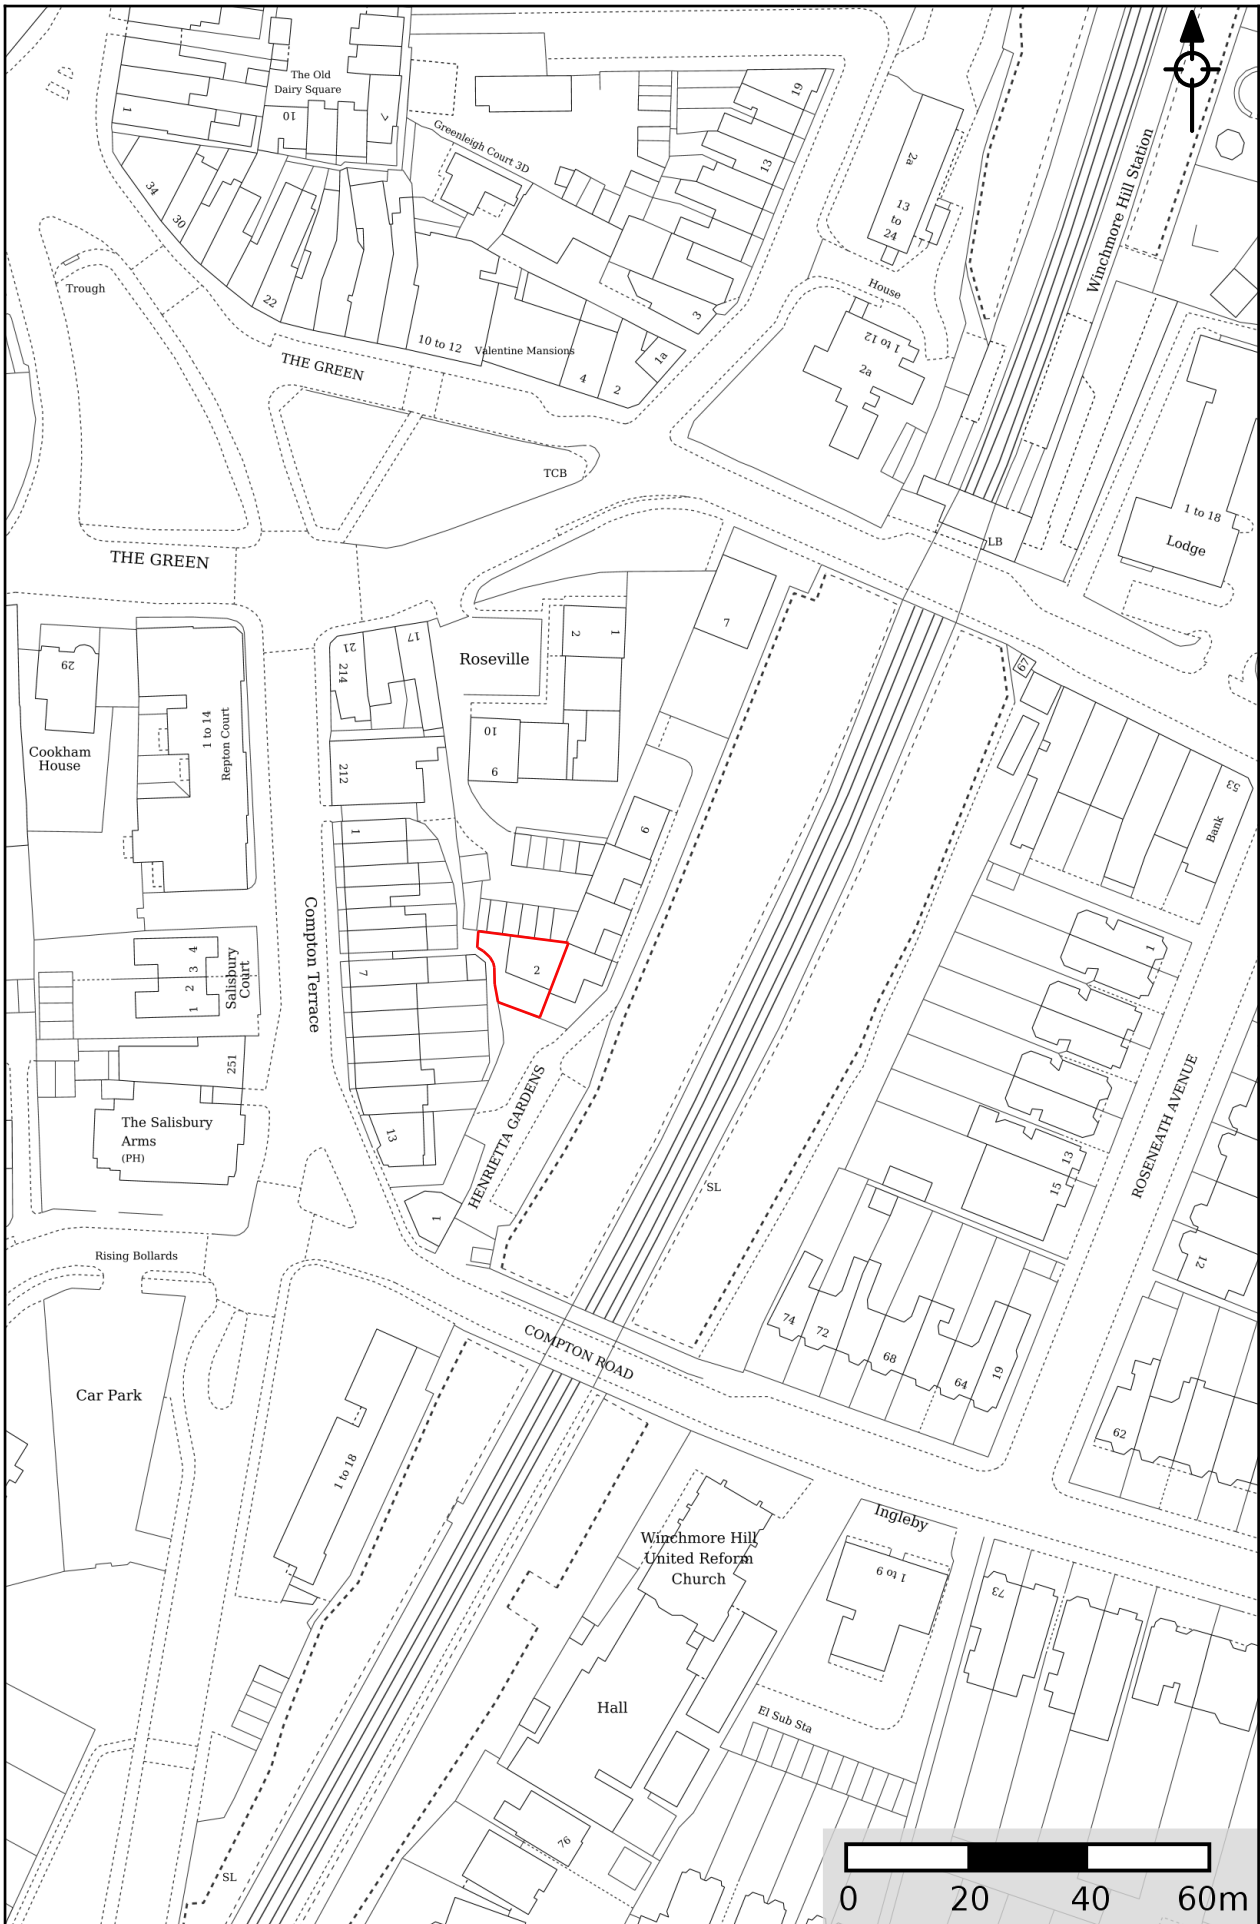 The Old
Dairy Square
1
10
7
Greenleigh Court 3D
19
13
34
30
22
10 to 12
Valentine Mansions
4
2
1a
3
2a
13
to
24
House
1 to 12
2a
Winchmore Hill Station
Trough
THE GREEN
TCB
THE GREEN
LB
1 to 18
Lodge
29
Cookham
House
1 to 14
Repton Court
21
17
214
212
Roseville
2
1
10
9
7
6
67
53
Bank
1
7
2
Compton Terrace
4
3
2
1
Salisbury
Court
251
The Salisbury
Arms
(PH)
13
1
HENRIETTA GARDENS
SL
1
13
15
ROSENEATH AVENUE
12
Rising Bollards
Car Park
COMPTON ROAD
74
72
68
64
19
62
1 to 18
Winchmore Hill
United Reform
Church
Ingleby
1 to 9
73
Hall
El Sub Sta
76
SL
0 20 40 60m